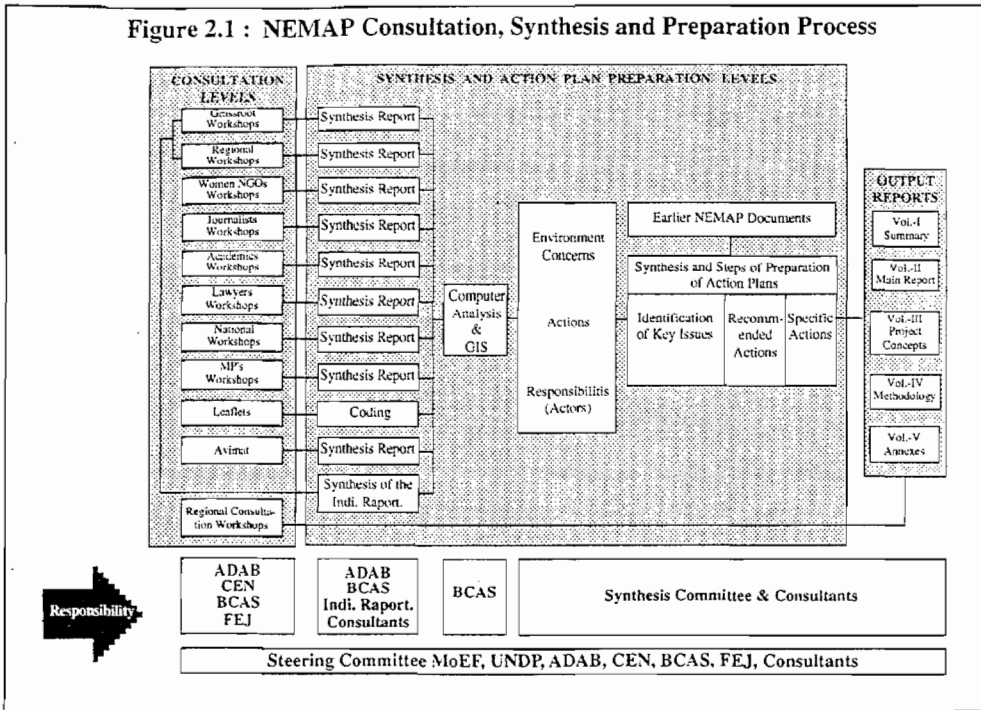 Figure 2.1 : NEMAP Consultation, Synthesis and Preparation Process
CONSULTATION
LEVELS
SYNTHESIS AND ACTION PLAN PREPARATION LEVELS
Grassroot
Workshops
Synthesis Report
Regional
Workshops
Synthesis Report
Women NGOs
Workshops
Synthesis Report
Journalists
Workshops
Synthesis Report
Academics
Workshops
Synthesis Report
Lawyers
Workshops
Synthesis Report
National
Workshops
Synthesis Report
MP's
Workshops
Synthesis Report
Leaflets
Coding
Avimat
Synthesis Report
Synthesis of the
Indi. Raport.
Regional Consulta-
tion Workshops
Computer
Analysis
&
GIS
Environment
Concerns
Actions
Responsibilitis
(Actors)
Earlier NEMAP Documents
Synthesis and Steps of Preparation
of Action Plans
Identification
of Key Issues
Recomm-
ended
Actions
Specific
Actions
OUTPUT
REPORTS
Vol.-I
Summary
Vol.-II
Main Report
Vol.-III
Project
Concepts
Vol.-IV
Methodology
Vol.-V
Annexes
Responsibility
ADAB
CEN
BCAS
FEJ
ADAB
BCAS
Indi. Raport.
Consultants
BCAS
Synthesis Committee & Consultants
Steering Committee MoEF, UNDP, ADAB, CEN, BCAS, FEJ, Consultants